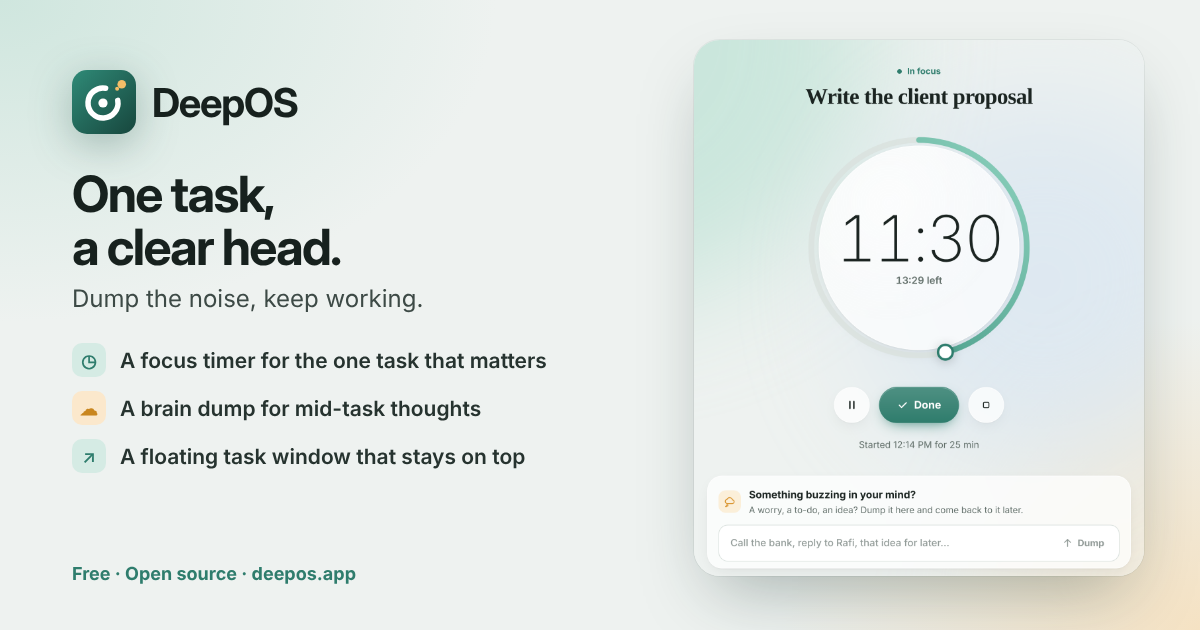 DeepOS
One task,
a clear head.
Dump the noise, keep working.
A focus timer for the one task that matters
A brain dump for mid-task thoughts
A floating task window that stays on top
Free · Open source · deepos.app
In focus
Write the client proposal
11:30
13:29 left
Done
Started 12:14 PM for 25 min
Something buzzing in your mind?
A worry, a to-do, an idea? Dump it here and come back to it later.
Call the bank, reply to Rafi, that idea for later...
Dump